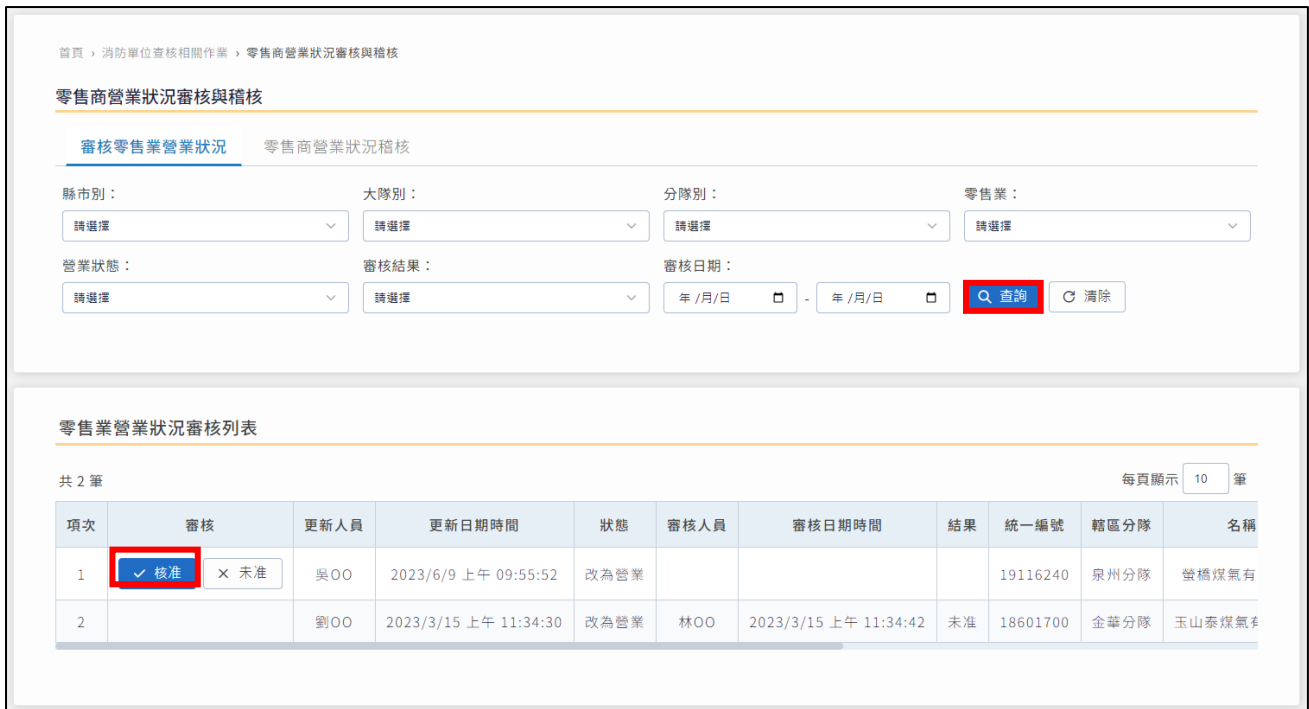 首頁 › 消防單位查核相關作業 › 零售商營業狀況審核與稽核
零售商營業狀況審核與稽核
審核零售業營業狀況 零售商營業狀況稽核
縣市別： 大隊別： 分隊別： 零售業：
請選擇 請選擇 請選擇 請選擇
營業狀態： 審核結果： 審核日期：
請選擇 請選擇 年 /月/日 - 年 /月/日 查詢 清除
零售業營業狀況審核列表
共 2 筆 每頁顯示 10 筆
項次 審核 更新人員 更新日期時間 狀態 審核人員 審核日期時間 結果 統一編號 轄區分隊 名稱
1 核准 未准 吳OO 2023/6/9 上午 09:55:52 改為營業 19116240 泉州分隊 螢橋煤氣有
2 劉OO 2023/3/15 上午 11:34:30 改為營業 林OO 2023/3/15 上午 11:34:42 未准 18601700 金華分隊 玉山泰煤氣有